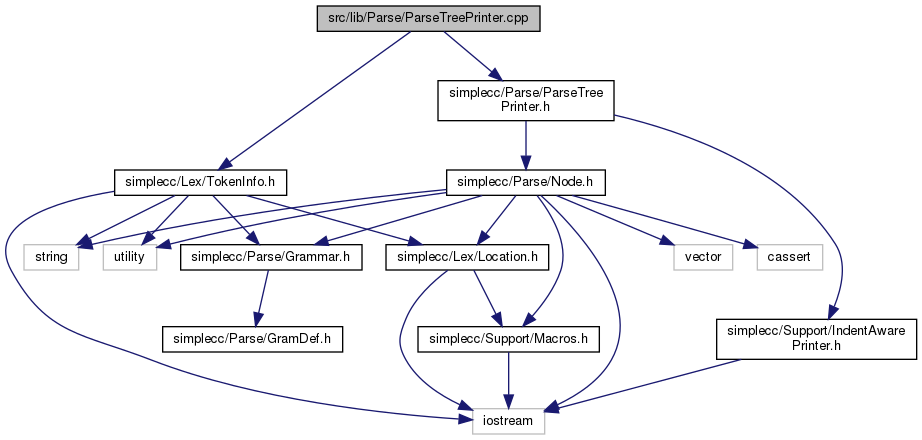 src/lib/Parse/ParseTreePrinter.cpp
simplecc/Parse/ParseTree
Printer.h
simplecc/Lex/TokenInfo.h
simplecc/Parse/Node.h
string
utility
simplecc/Parse/Grammar.h
simplecc/Lex/Location.h
vector
cassert
simplecc/Parse/GramDef.h
simplecc/Support/Macros.h
simplecc/Support/IndentAware
Printer.h
iostream